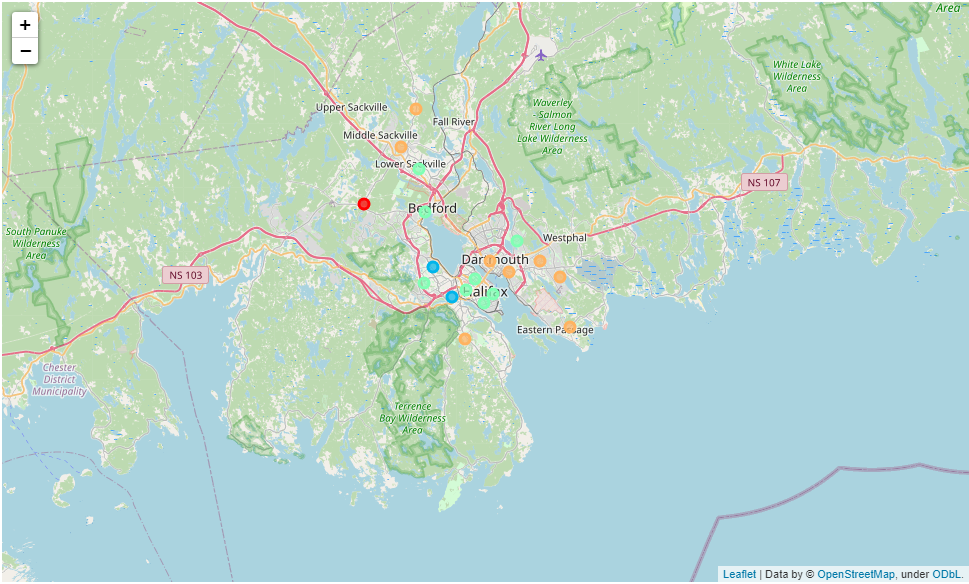 +
−
Area
White Lake
Wilderness
Area
Upper Sackville
Fall River
Waverley
- Salmon
River Long
Lake Wilderness
Area
Middle Sackville
Lower Sackville
NS 107
Bedford
South Panuke
Wilderness
Area
Westphal
Dartmouth
NS 103
Halifax
Eastern Passage
Chester
District
Municipality
Terrence
Bay Wilderness
Area
Leaflet | Data by © OpenStreetMap, under ODbL.